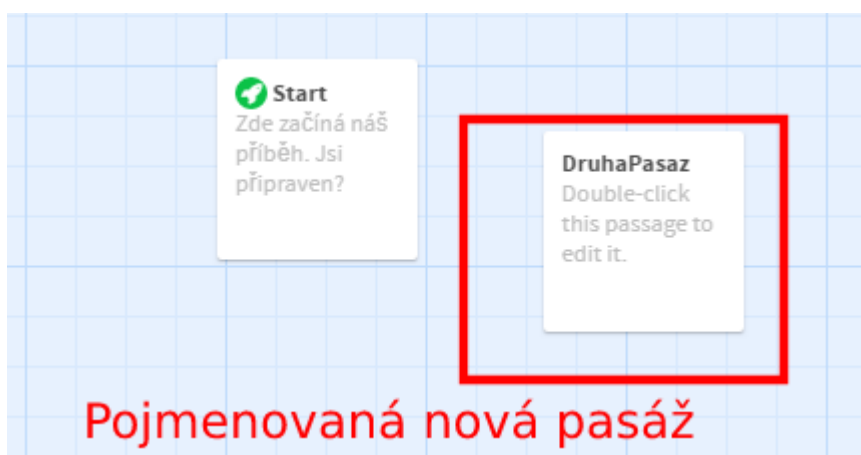 Start
Zde začíná náš
příběh. Jsi
připraven?
DruhaPasaz
Double-click
this passage to
edit it.
Pojmenovaná nová pasáž